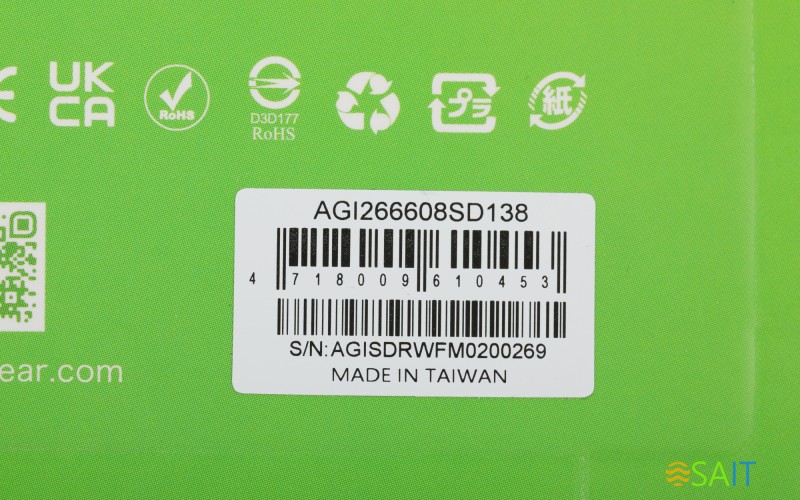 CE
UK
CA
RoHS
D3D177
RoHS
プラ
紙
AGI266608SD138
4 718009 610453
S/N: AGISDRWFM0200269
MADE IN TAIWAN
ear.com
SAIT